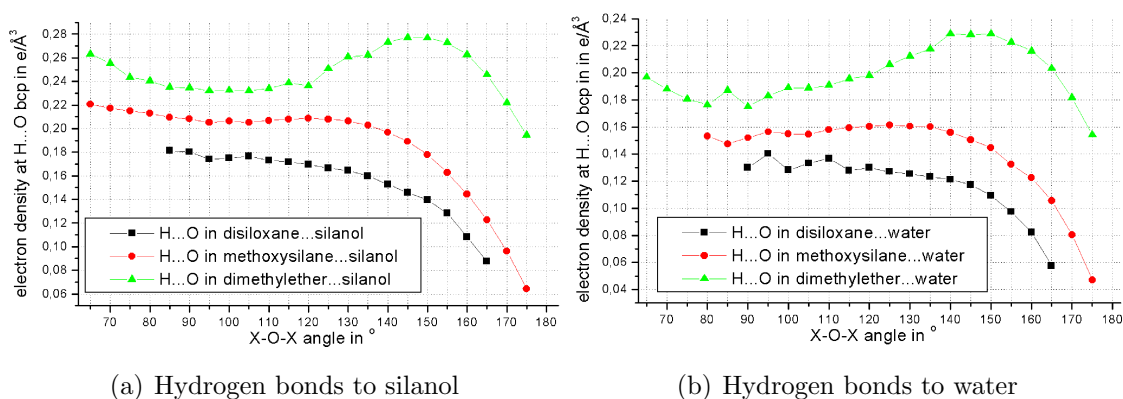 electron density at H...O bcp in e/Å³
0,28
0,26
0,24
0,22
0,20
0,18
0,16
0,14
0,12
0,10
0,08
0,06
H...O in disiloxane...silanol
H...O in methoxysilane...silanol
H...O in dimethylether...silanol
70 80 90 100 110 120 130 140 150 160 170 180
X-O-X angle in °
(a) Hydrogen bonds to silanol
electron density at H...O bcp in in e/Å³
0,24
0,22
0,20
0,18
0,16
0,14
0,12
0,10
0,08
0,06
0,04
H...O in disiloxane...water
H...O in methoxysilane...water
H...O in dimethylether...water
70 80 90 100 110 120 130 140 150 160 170 180
X-O-X angle in °
(b) Hydrogen bonds to water